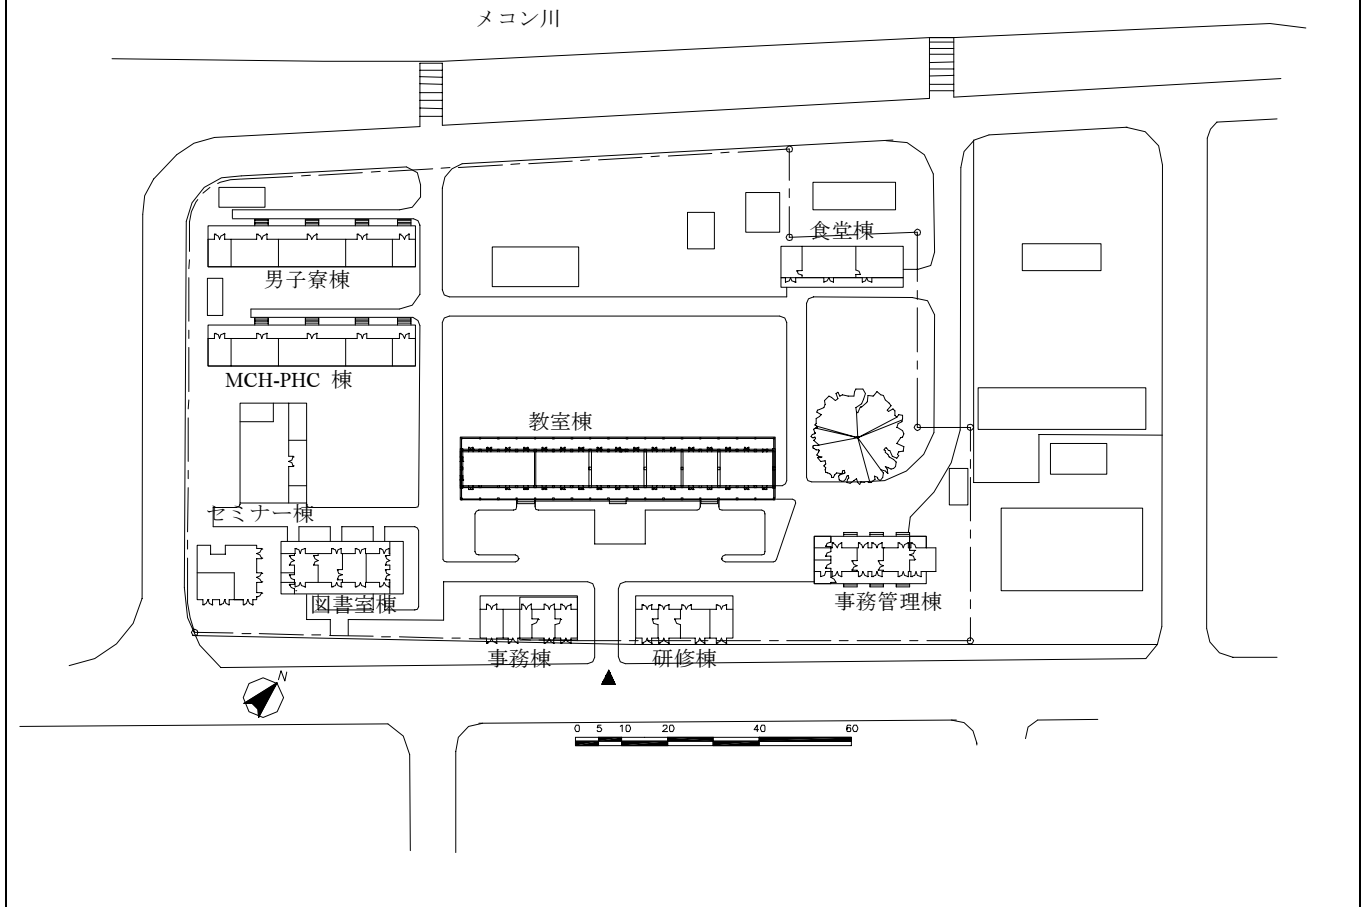 メコン川
食堂棟
男子寮棟
MCH-PHC 棟
教室棟
セミナー棟
図書室棟
事務管理棟
事務棟
研修棟
N
0 5 10 20 40 60